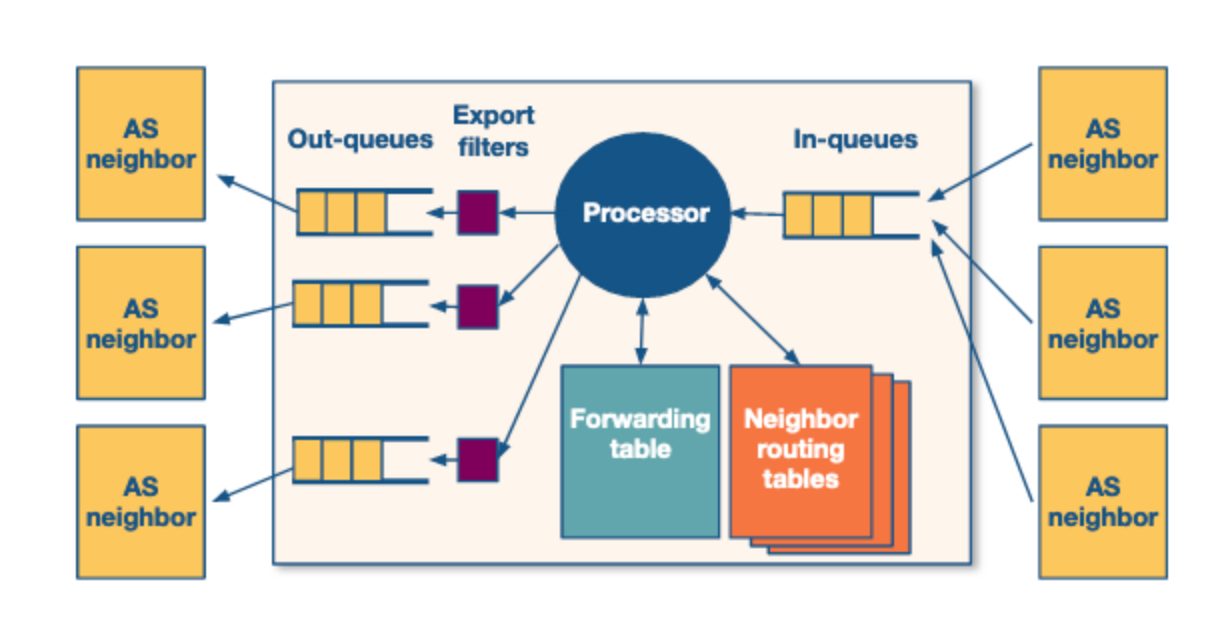 AS
neighbor
AS
neighbor
AS
neighbor
Out-queues
Export
filters
Processor
In-queues
Forwarding
table
Neighbor
routing
tables
AS
neighbor
AS
neighbor
AS
neighbor